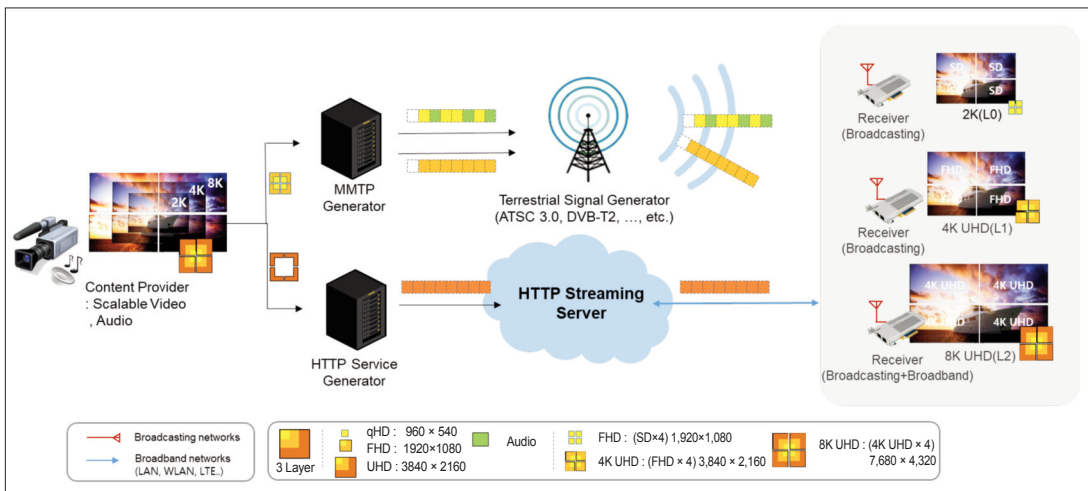 8K
4K
2K
Content Provider
: Scalable Video
, Audio
MMTP
Generator
HTTP Service
Generator
Terrestrial Signal Generator
(ATSC 3.0, DVB-T2, ..., etc.)
HTTP Streaming
Server
SD SD
SD
2K(L0)
Receiver
(Broadcasting)
FHD FHD
FHD
4K UHD(L1)
Receiver
(Broadcasting)
4K UHD 4K UHD
4K UHD
8K UHD(L2)
Receiver
(Broadcasting+Broadband)
Broadcasting networks
Broadband networks
(LAN, WLAN, LTE..)
3 Layer
qHD : 960 × 540
FHD : 1920×1080
UHD : 3840 × 2160
Audio
FHD : (SD×4) 1,920×1,080
4K UHD : (FHD × 4) 3,840 × 2,160
8K UHD : (4K UHD × 4)
7,680 × 4,320